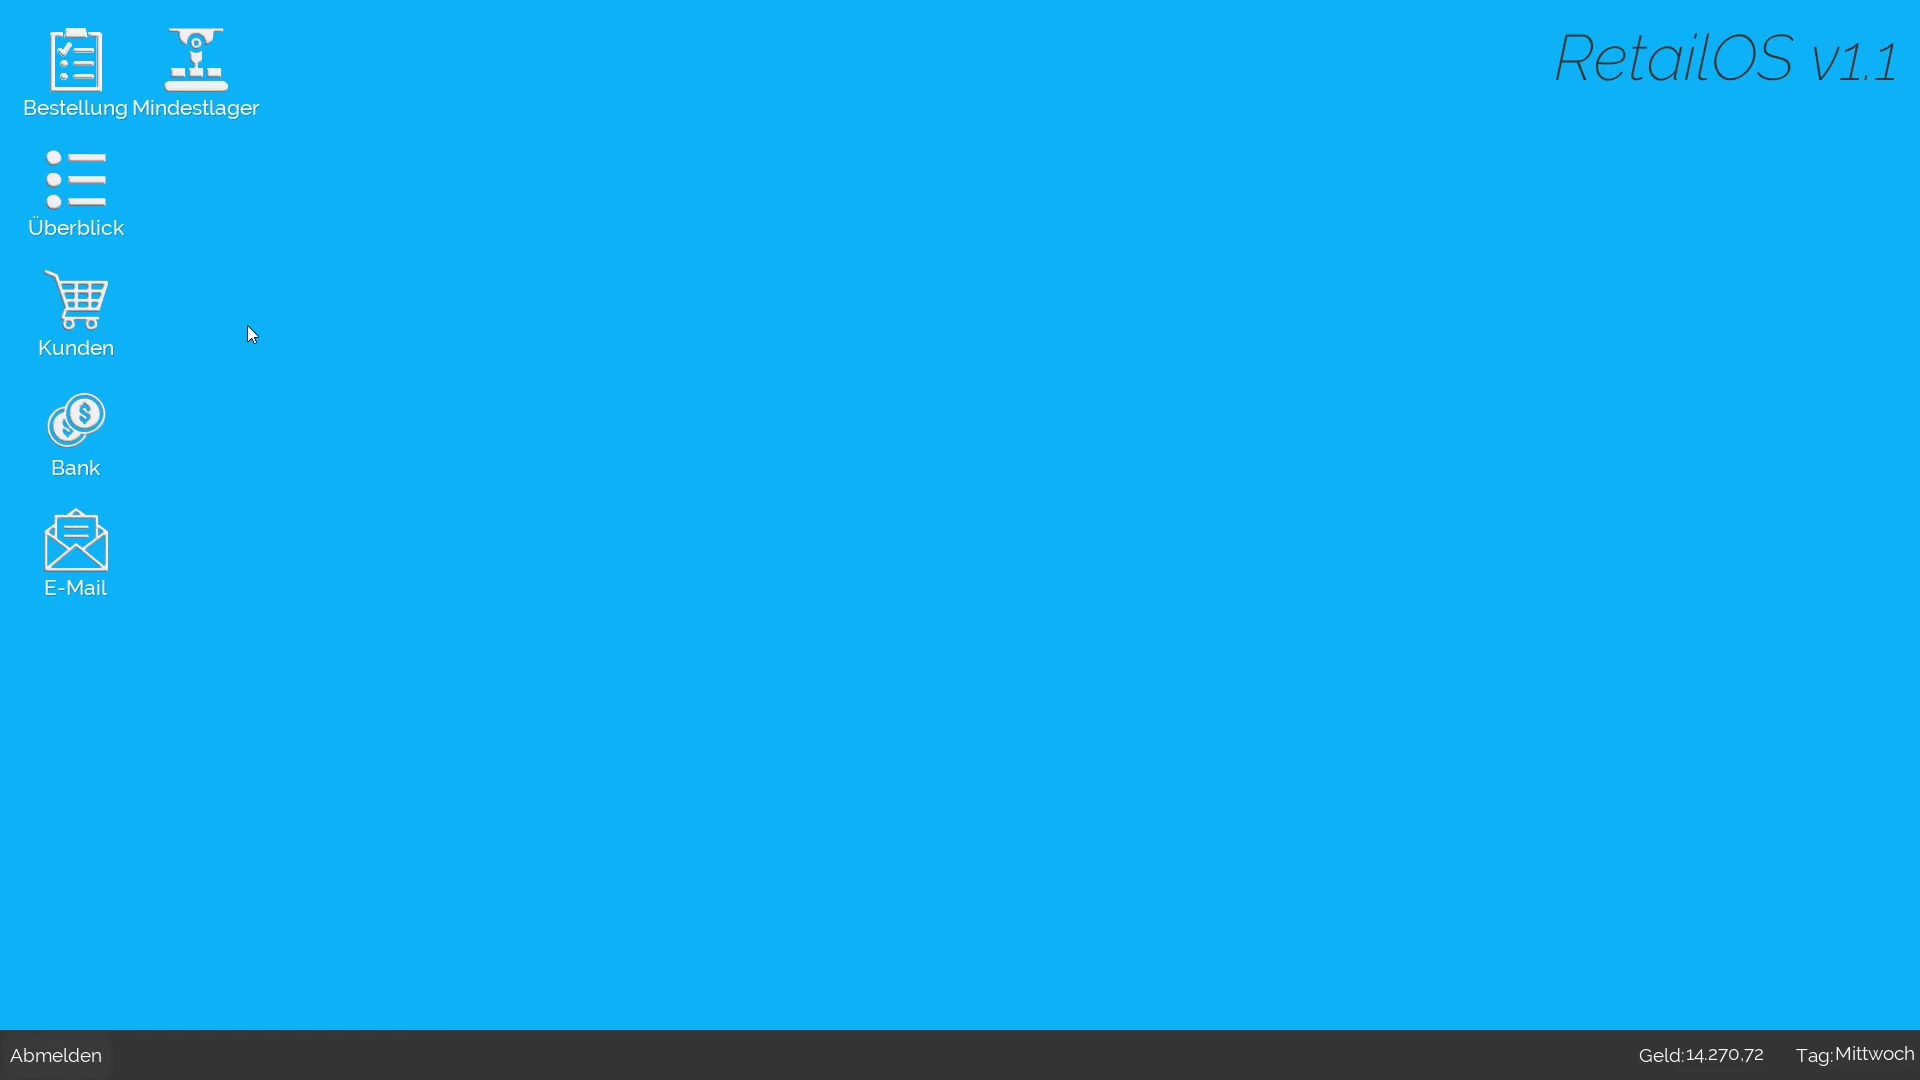 RetailOS v1.1
Bestellung Mindestlager
Überblick
Kunden
Bank
E-Mail
Abmelden
Geld: 14.270,72 Tag: Mittwoch